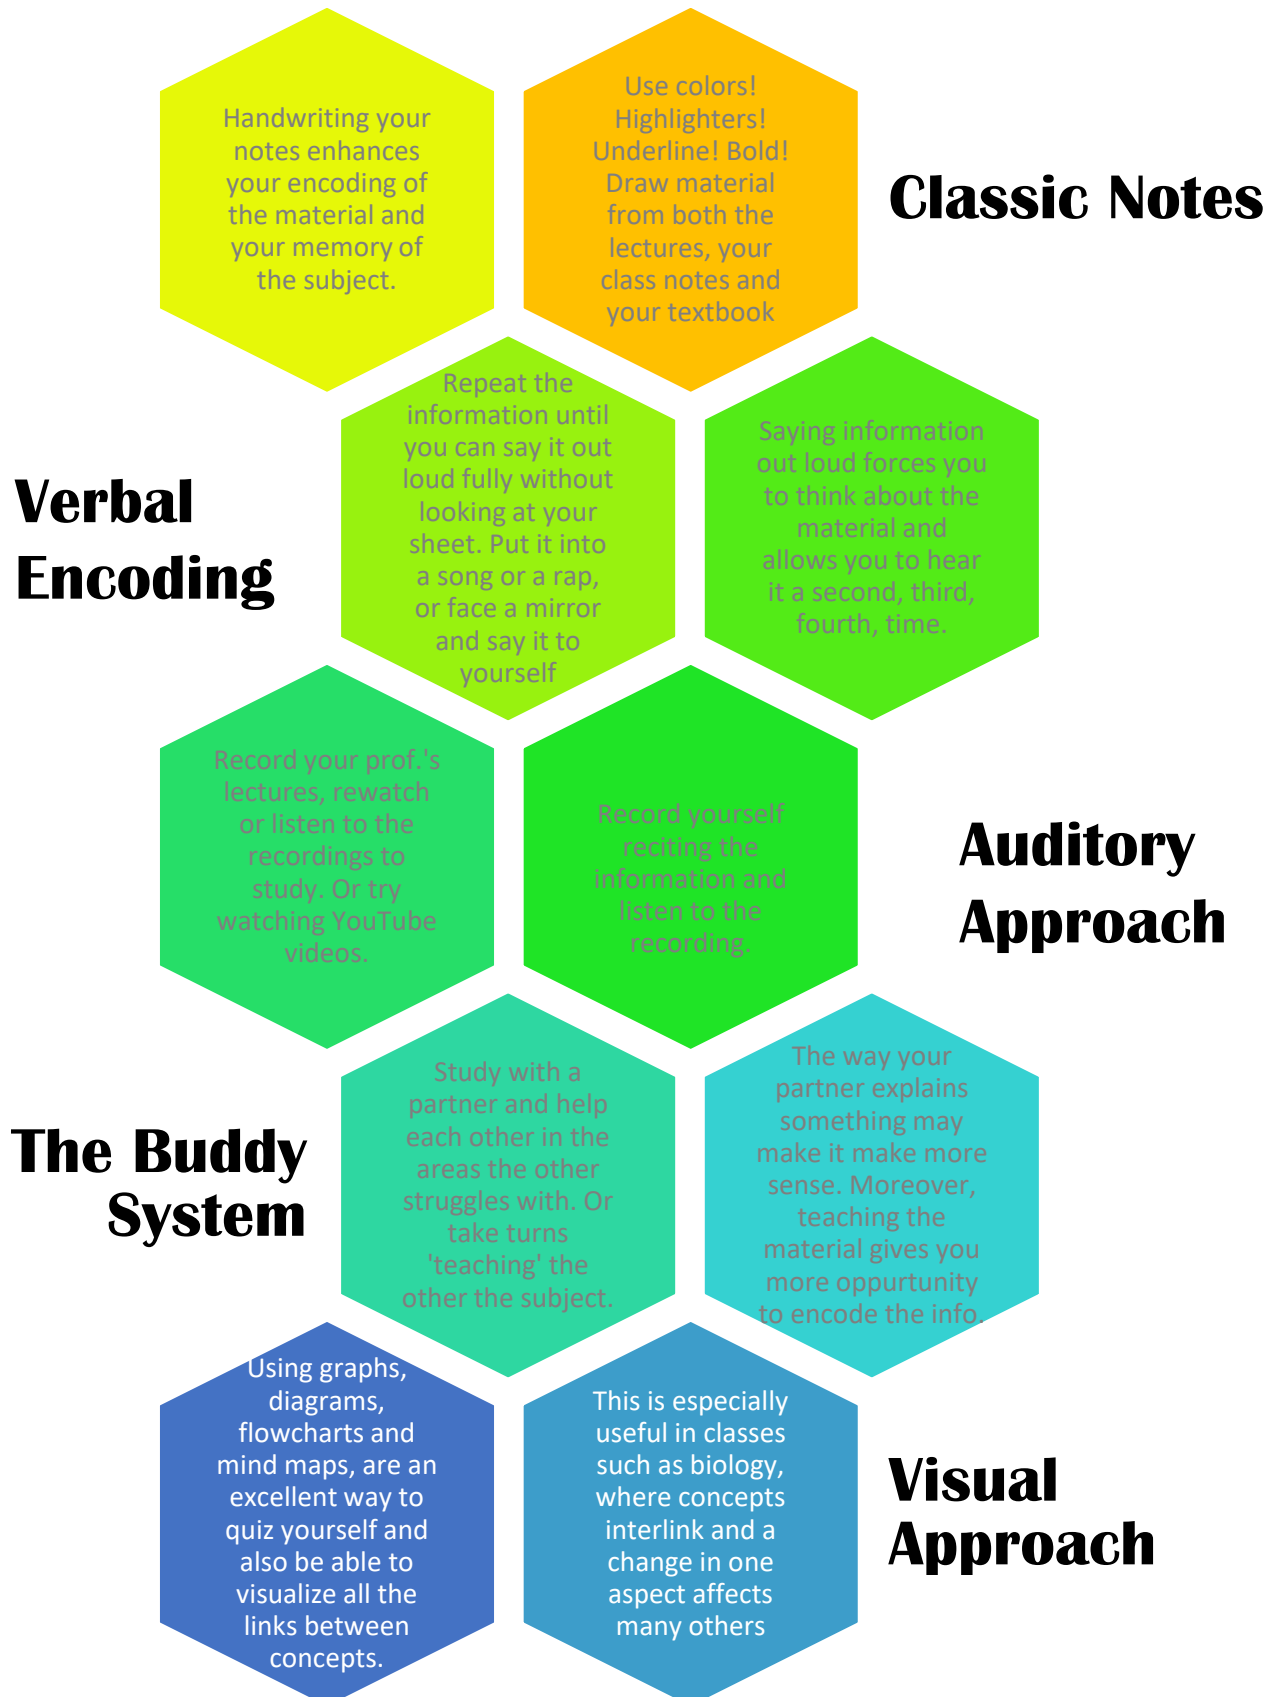 Handwriting your
notes enhances
your encoding of
the material and
your memory of
the subject.
Use colors!
Highlighters!
Underline! Bold!
Draw material
from both the
lectures, your
class notes and
your textbook
Classic Notes
Verbal
Encoding
Repeat the
information until
you can say it out
loud fully without
looking at your
sheet. Put it into
a song or a rap,
or face a mirror
and say it to
yourself
Saying information
out loud forces you
to think about the
material and
allows you to hear
it a second, third,
fourth, time.
Record your prof.'s
lectures, rewatch
or listen to the
recordings to
study. Or try
watching YouTube
videos.
Record yourself
reciting the
information and
listen to the
recording.
Auditory
Approach
The Buddy
System
Study with a
partner and help
each other in the
areas the other
struggles with. Or
take turns
'teaching' the
other the subject.
The way your
partner explains
something may
make it make more
sense. Moreover,
teaching the
material gives you
more oppurtunity
to encode the info.
Using graphs,
diagrams,
flowcharts and
mind maps, are an
excellent way to
quiz yourself and
also be able to
visualize all the
links between
concepts.
This is especially
useful in classes
such as biology,
where concepts
interlink and a
change in one
aspect affects
many others
Visual
Approach